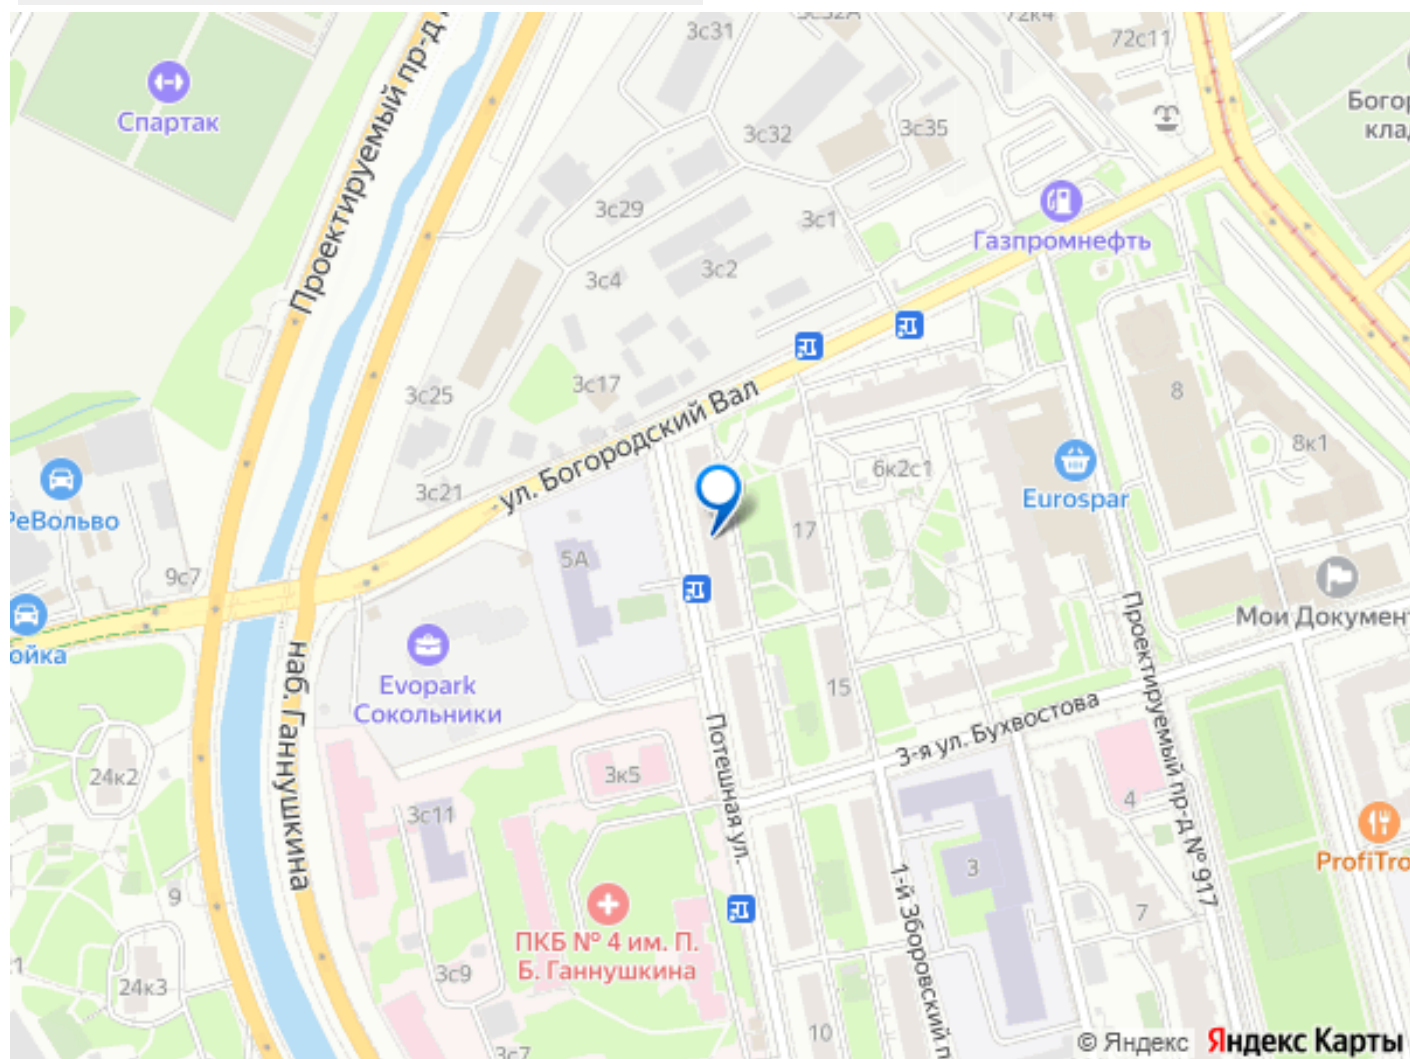 3с31
3с32А
72к4
72с11
Спартак
Проектируемый пр-д
3с32
3с35
Богор
клад
3с29
3с1
Газпромнефть
3с4
3с2
3с25
3с17
8
8к1
ул. Богородский Вал
6к2с1
3с21
РеВольво
17
Eurospar
5А
9с7
Мои Документ
ойка
наб. Ганнушкина
Evopark
Сокольники
15
Проектируемый пр-д № 917
3-я ул. Бухвостова
Потешная ул.
24к2
3к5
3с11
4
ProfiTro
3
9
1-й Зборовский п
7
ПКБ № 4 им. П.
Б. Ганнушкина
3с9
24к3
1
10
3с7
© Яндекс Яндекс Карты